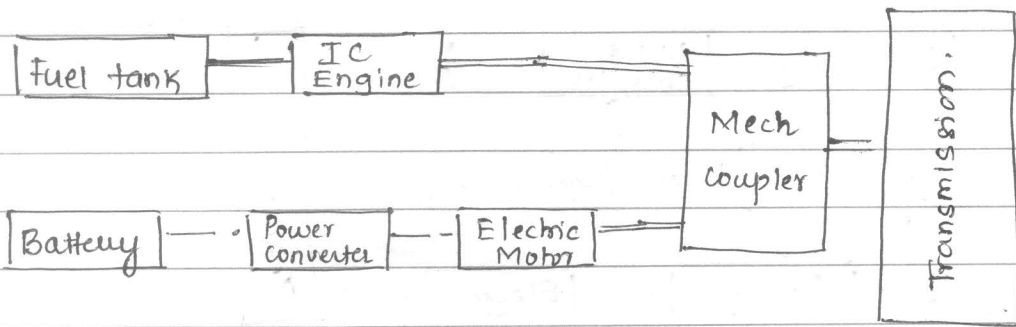 Fuel tank
IC
Engine
Mech
coupler
Transmission.
Battery
Power
Converter
Electric
Motor